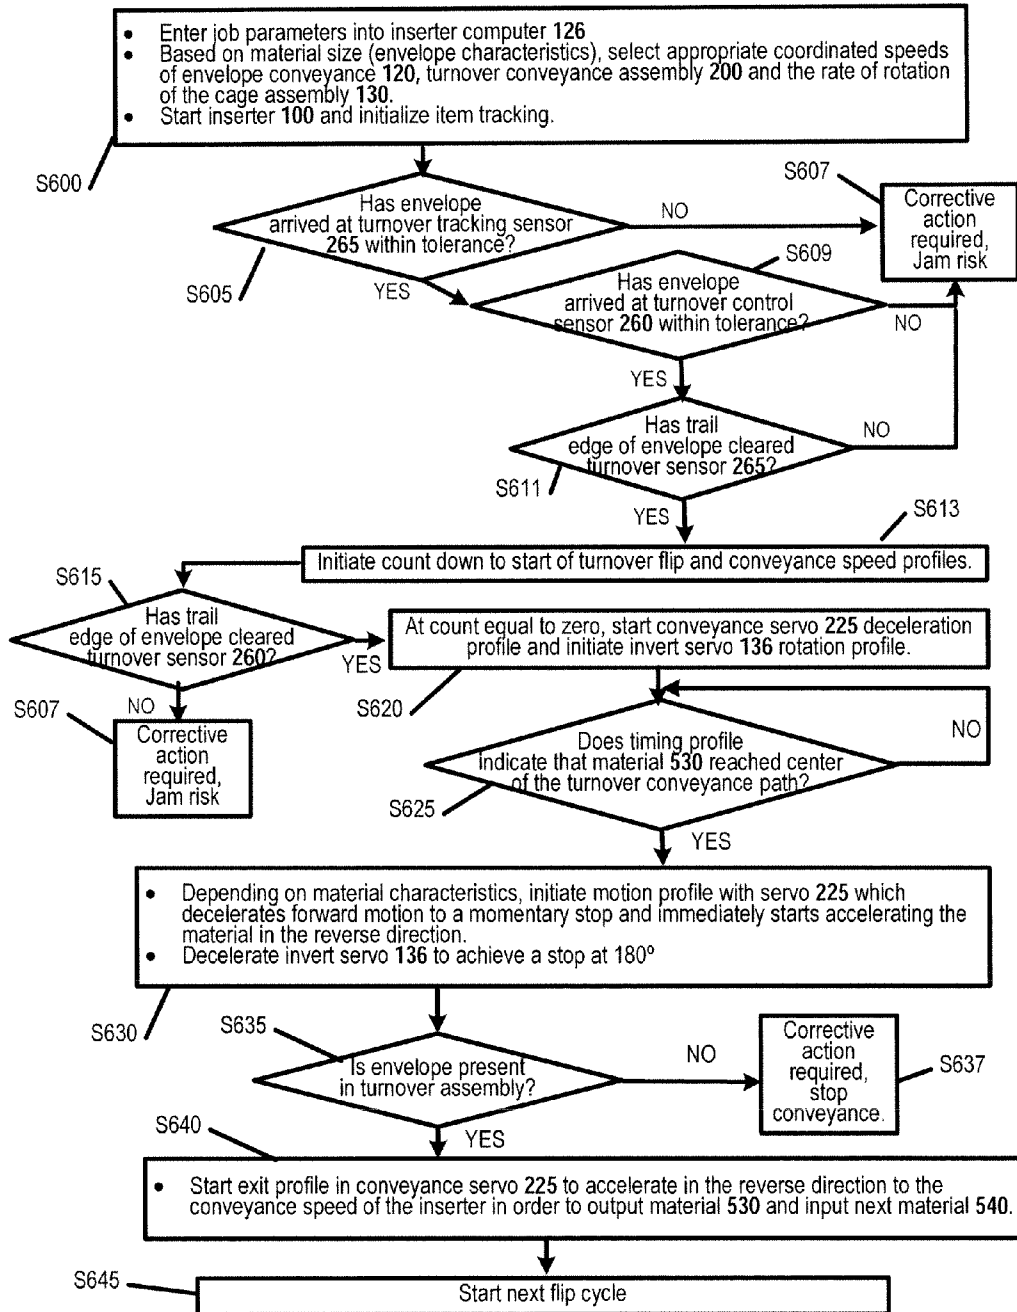 • Enter job parameters into inserter computer 126
• Based on material size (envelope characteristics), select appropriate coordinated speeds
of envelope conveyance 120, turnover conveyance assembly 200 and the rate of rotation
of the cage assembly 130.
• Start inserter 100 and initialize item tracking.
S600
Has envelope
arrived at turnover tracking sensor
265 within tolerance?
NO
S607
Corrective
action
required,
Jam risk
S605
YES
S609
Has envelope
arrived at turnover control
sensor 260 within tolerance?
NO
YES
Has trail
edge of envelope cleared
turnover sensor 265?
NO
S611
YES
S613
Initiate count down to start of turnover flip and conveyance speed profiles.
S615
Has trail
edge of envelope cleared
turnover sensor 260?
YES
At count equal to zero, start conveyance servo 225 deceleration
profile and initiate invert servo 136 rotation profile.
S620
NO
S607
Corrective
action
required,
Jam risk
Does timing profile
indicate that material 530 reached center
of the turnover conveyance path?
NO
S625
YES
• Depending on material characteristics, initiate motion profile with servo 225 which
decelerates forward motion to a momentary stop and immediately starts accelerating the
material in the reverse direction.
• Decelerate invert servo 136 to achieve a stop at 180º
S630
S635
Is envelope present
in turnover assembly?
NO
Corrective
action
required,
stop
conveyance.
S637
YES
S640
• Start exit profile in conveyance servo 225 to accelerate in the reverse direction to the
conveyance speed of the inserter in order to output material 530 and input next material 540.
S645
Start next flip cycle